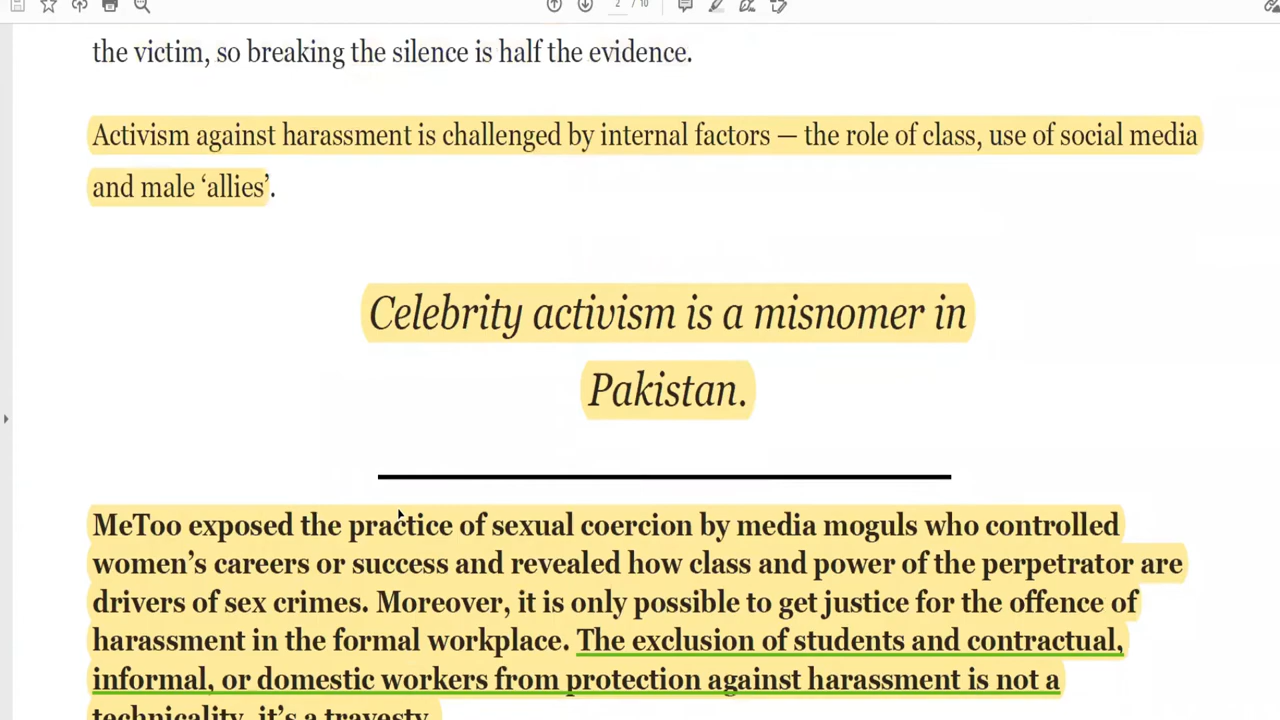 2 / 10
the victim, so breaking the silence is half the evidence.
Activism against harassment is challenged by internal factors — the role of class, use of social media
and male ‘allies’.
Celebrity activism is a misnomer in
Pakistan.
MeToo exposed the practice of sexual coercion by media moguls who controlled
women’s careers or success and revealed how class and power of the perpetrator are
drivers of sex crimes. Moreover, it is only possible to get justice for the offence of
harassment in the formal workplace. The exclusion of students and contractual,
informal, or domestic workers from protection against harassment is not a
technicality, it’s a travesty.